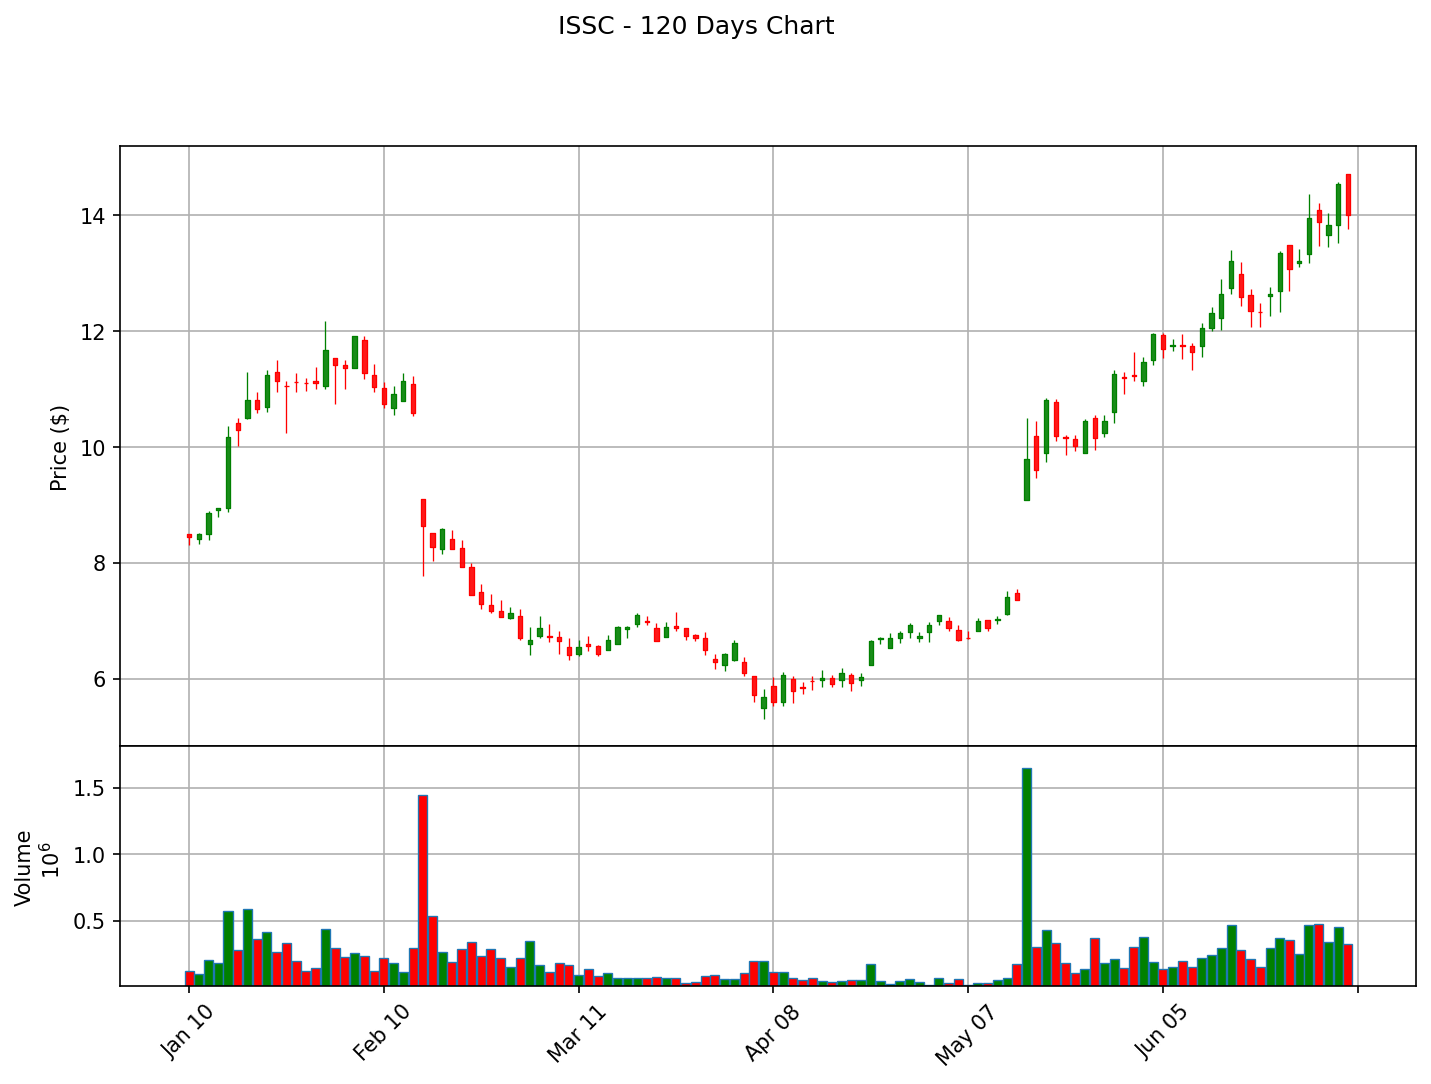 ISSC - 120 Days Chart
Price ($)
14
12
10
8
6
Volume
10⁶
1.5
1.0
0.5
Jan 10
Feb 10
Mar 11
Apr 08
May 07
Jun 05